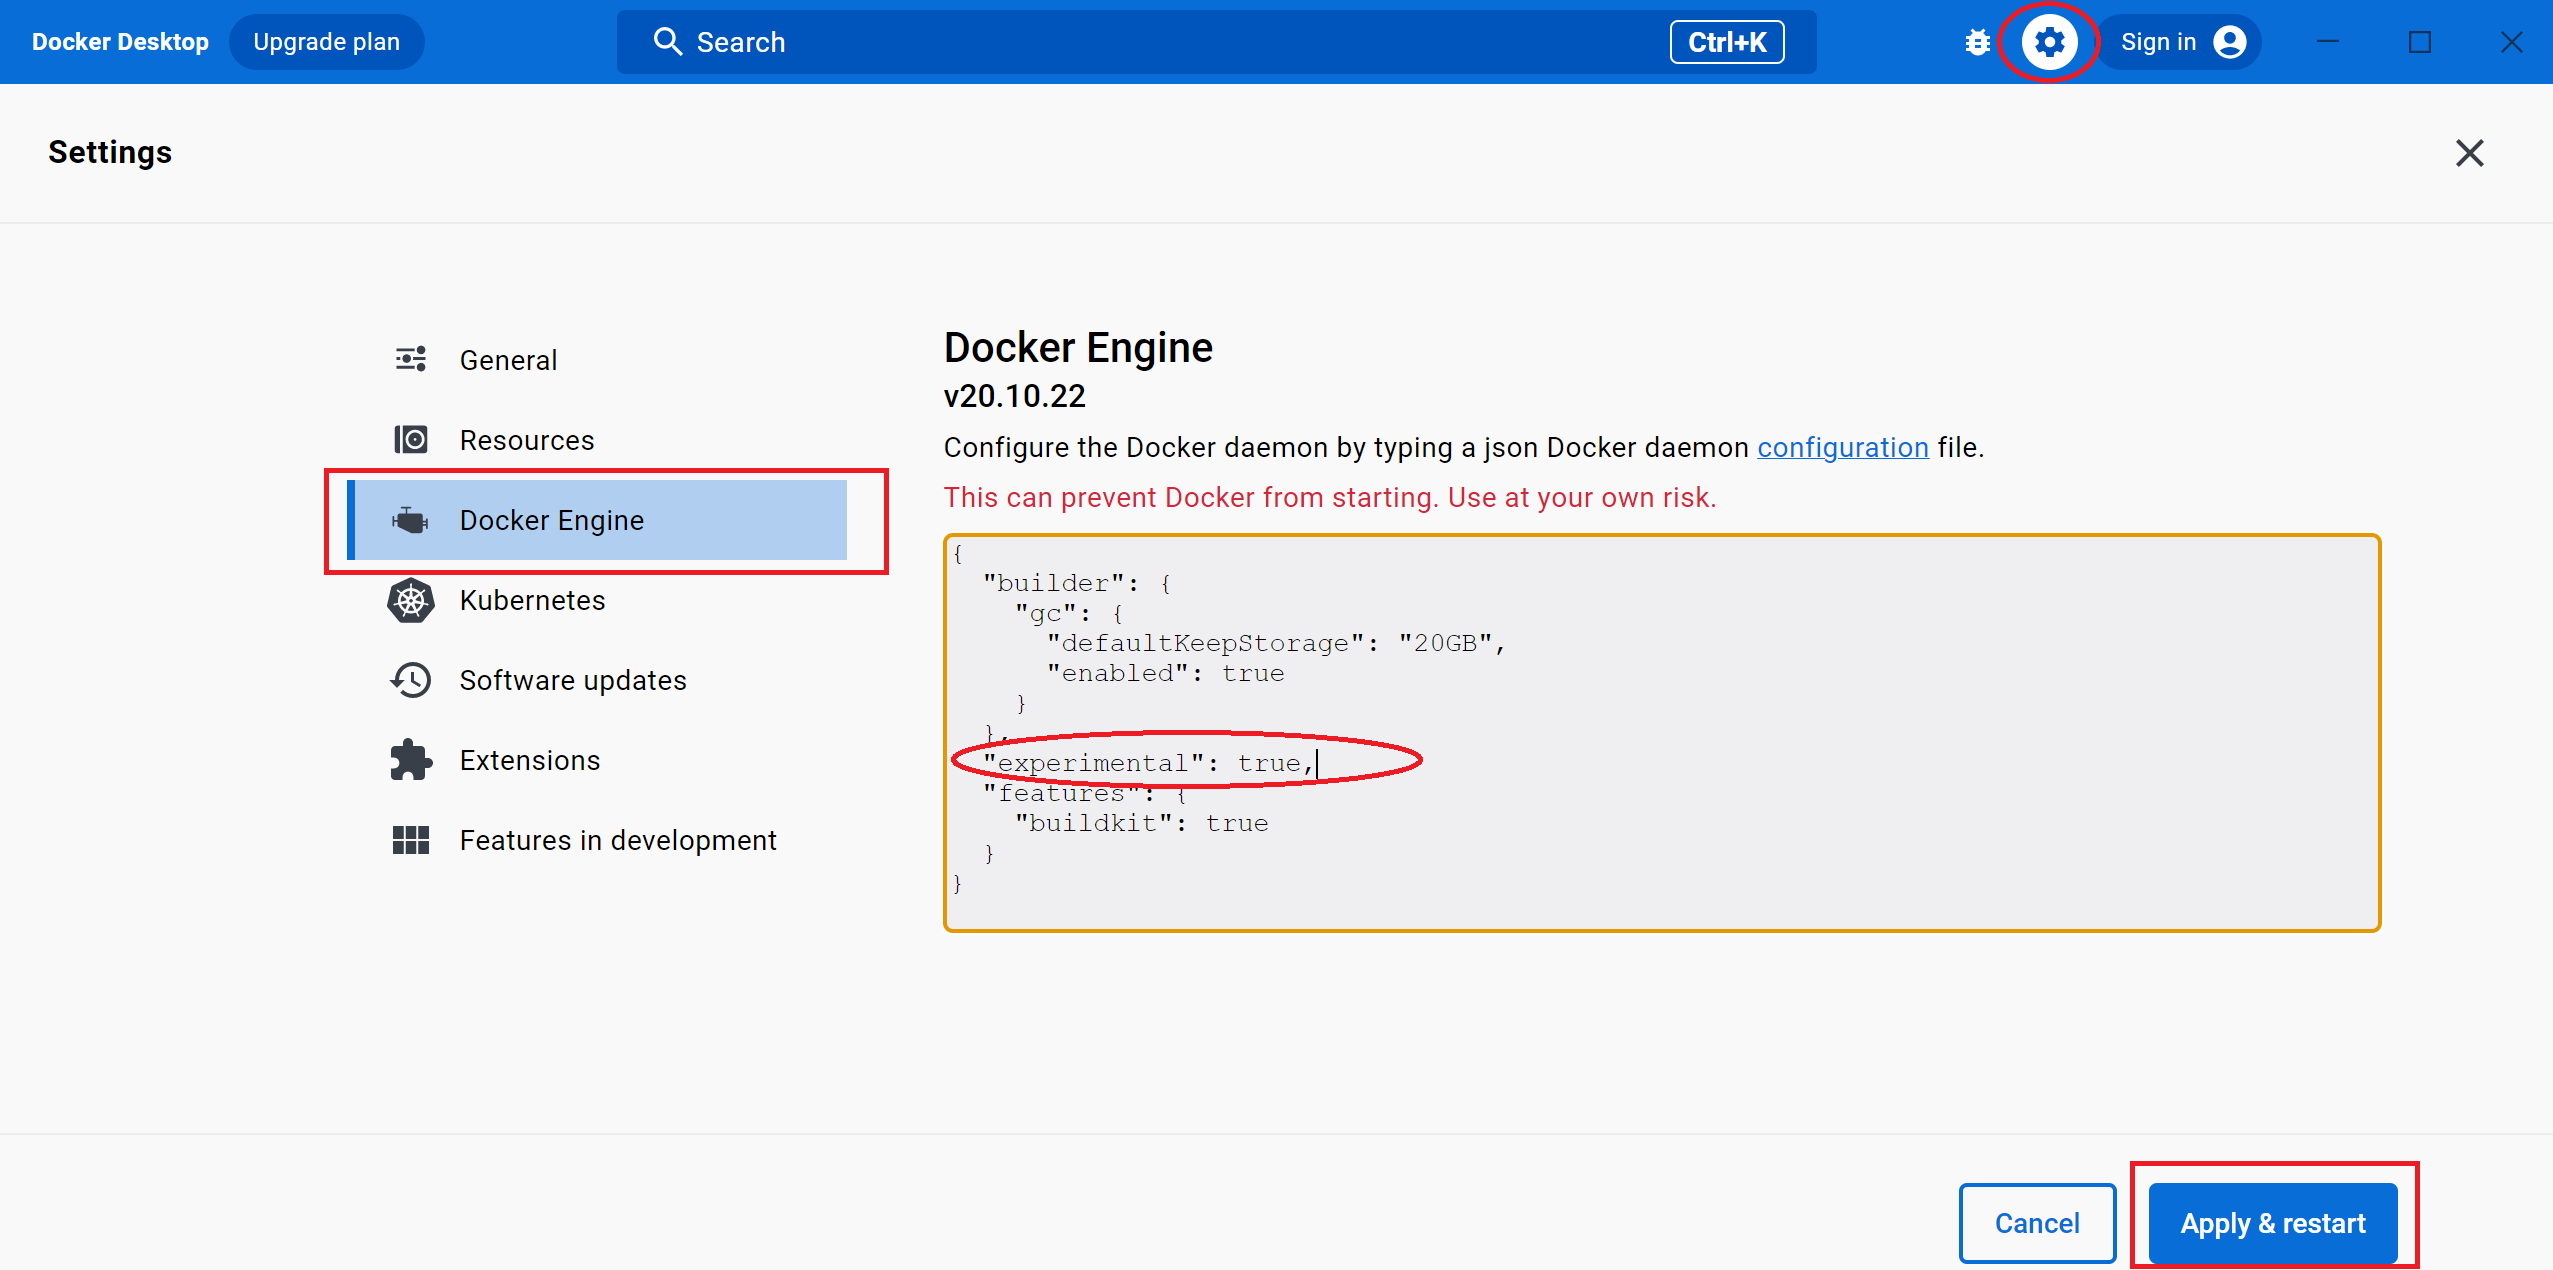 Docker Desktop
Upgrade plan
Search
Ctrl+K
Sign in
Settings
General
Resources
Docker Engine
Kubernetes
Software updates
Extensions
Features in development
Docker Engine
v20.10.22
Configure the Docker daemon by typing a json Docker daemon configuration file.
This can prevent Docker from starting. Use at your own risk.
{
  "builder": {
    "gc": {
      "defaultKeepStorage": "20GB",
      "enabled": true
    }
  },
  "experimental": true,
  "features": {
    "buildkit": true
  }
}
Cancel
Apply & restart